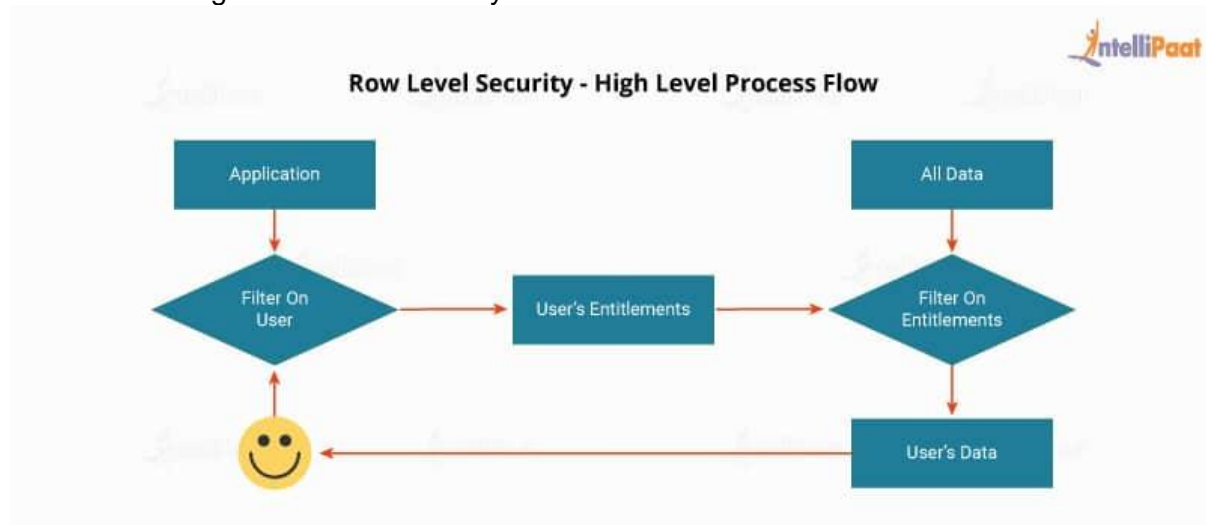 IntelliPaat
Row Level Security - High Level Process Flow
Application
All Data
Filter On
User
User's Entitlements
Filter On
Entitlements
User's Data